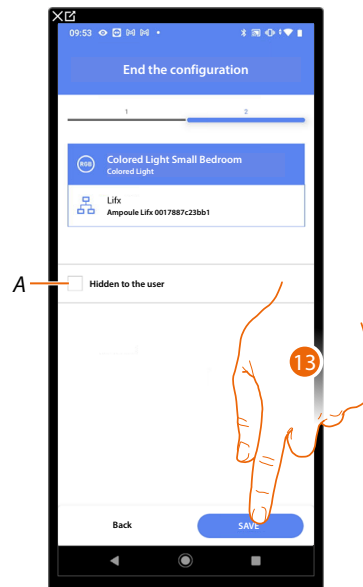 09:53
End the configuration
1 2
RGB Colored Light Small Bedroom
Colored Light
Lifx
Ampoule Lifx 0017887c23bb1
A
Hidden to the user
13
Back SAVE